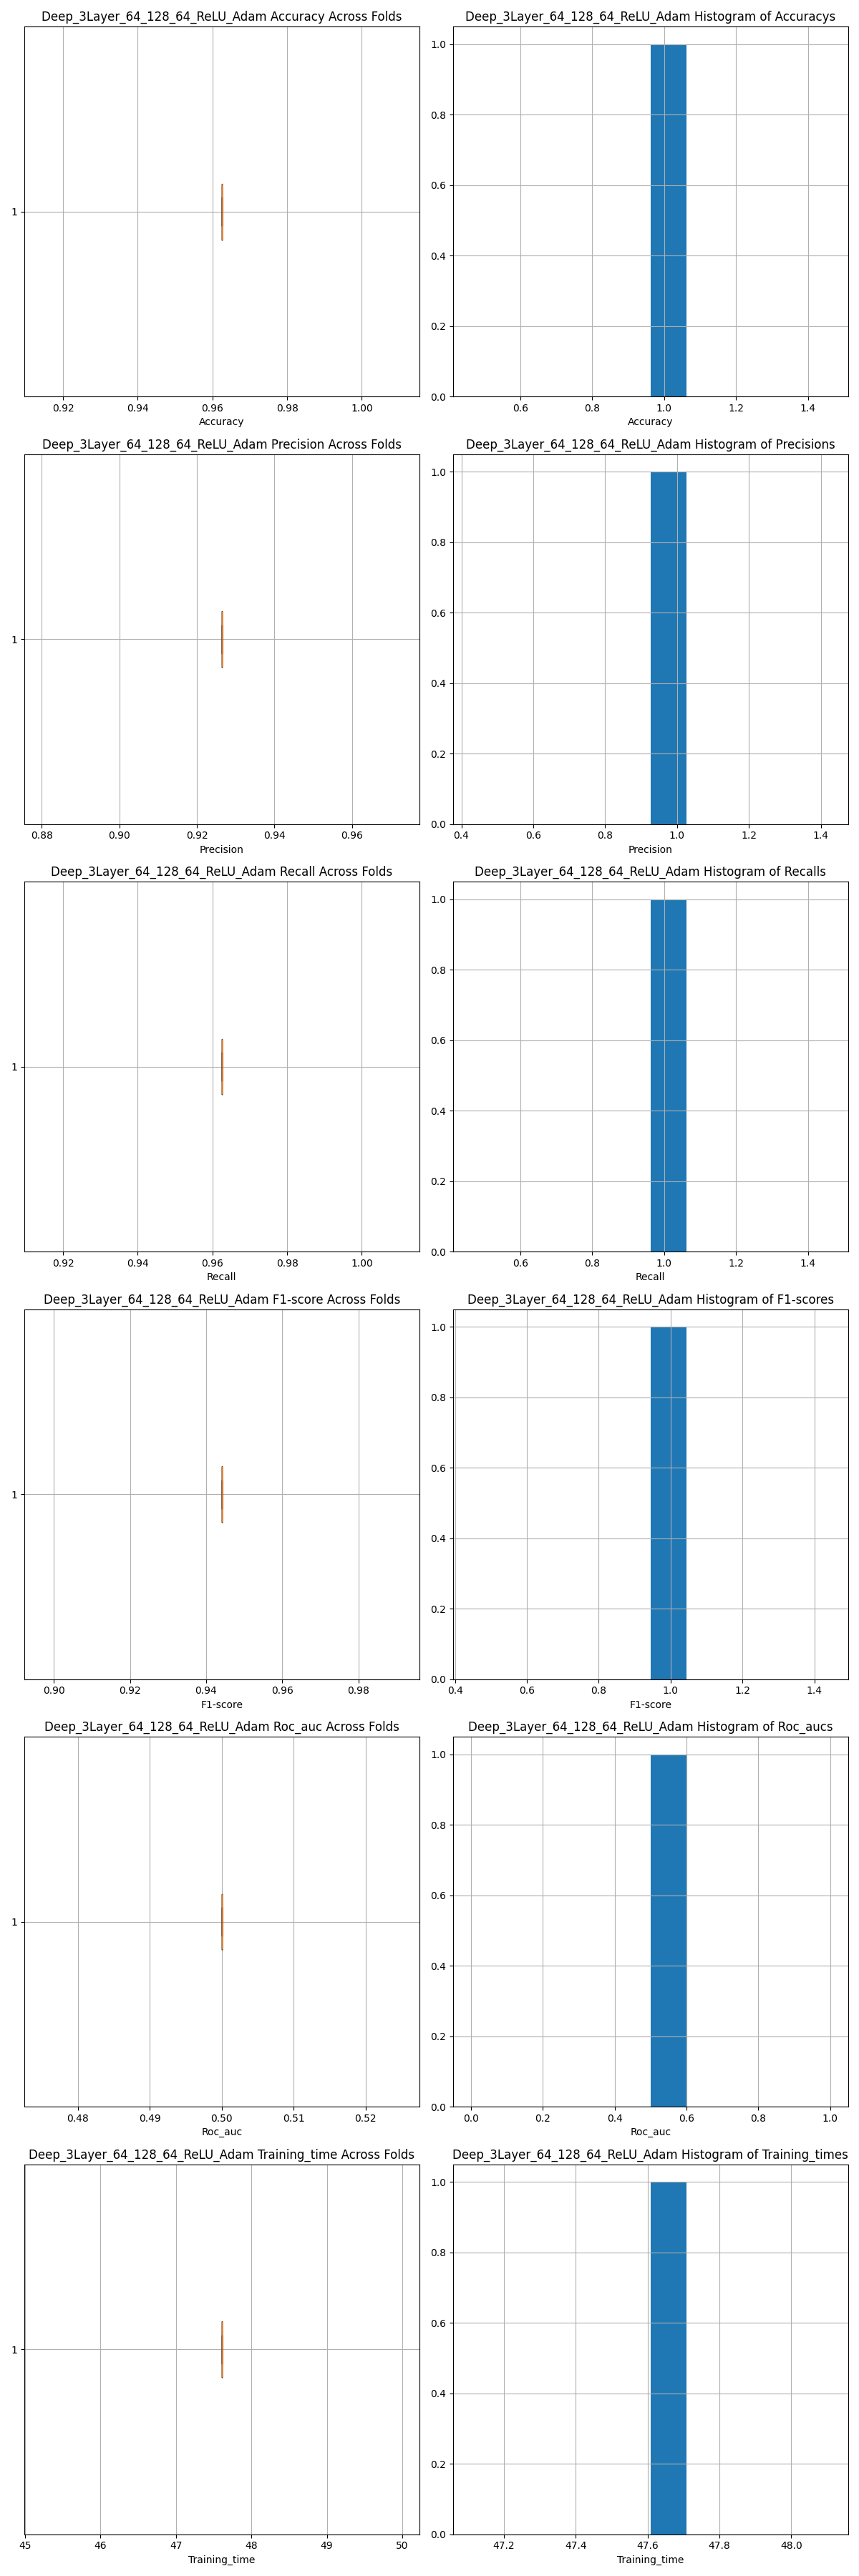 Deep_3Layer_64_128_64_ReLU_Adam Accuracy Across Folds
1
0.92 0.94 0.96 0.98 1.00
Accuracy
Deep_3Layer_64_128_64_ReLU_Adam Histogram of Accuracys
1.0
0.8
0.6
0.4
0.2
0.0
0.6 0.8 1.0 1.2 1.4
Accuracy
Deep_3Layer_64_128_64_ReLU_Adam Precision Across Folds
1
0.88 0.90 0.92 0.94 0.96
Precision
Deep_3Layer_64_128_64_ReLU_Adam Histogram of Precisions
1.0
0.8
0.6
0.4
0.2
0.0
0.4 0.6 0.8 1.0 1.2 1.4
Precision
Deep_3Layer_64_128_64_ReLU_Adam Recall Across Folds
1
0.92 0.94 0.96 0.98 1.00
Recall
Deep_3Layer_64_128_64_ReLU_Adam Histogram of Recalls
1.0
0.8
0.6
0.4
0.2
0.0
0.6 0.8 1.0 1.2 1.4
Recall
Deep_3Layer_64_128_64_ReLU_Adam F1-score Across Folds
1
0.90 0.92 0.94 0.96 0.98
F1-score
Deep_3Layer_64_128_64_ReLU_Adam Histogram of F1-scores
1.0
0.8
0.6
0.4
0.2
0.0
0.4 0.6 0.8 1.0 1.2 1.4
F1-score
Deep_3Layer_64_128_64_ReLU_Adam Roc_auc Across Folds
1
0.48 0.49 0.50 0.51 0.52
Roc_auc
Deep_3Layer_64_128_64_ReLU_Adam Histogram of Roc_aucs
1.0
0.8
0.6
0.4
0.2
0.0
0.0 0.2 0.4 0.6 0.8 1.0
Roc_auc
Deep_3Layer_64_128_64_ReLU_Adam Training_time Across Folds
1
45 46 47 48 49 50
Training_time
Deep_3Layer_64_128_64_ReLU_Adam Histogram of Training_times
1.0
0.8
0.6
0.4
0.2
0.0
47.2 47.4 47.6 47.8 48.0
Training_time